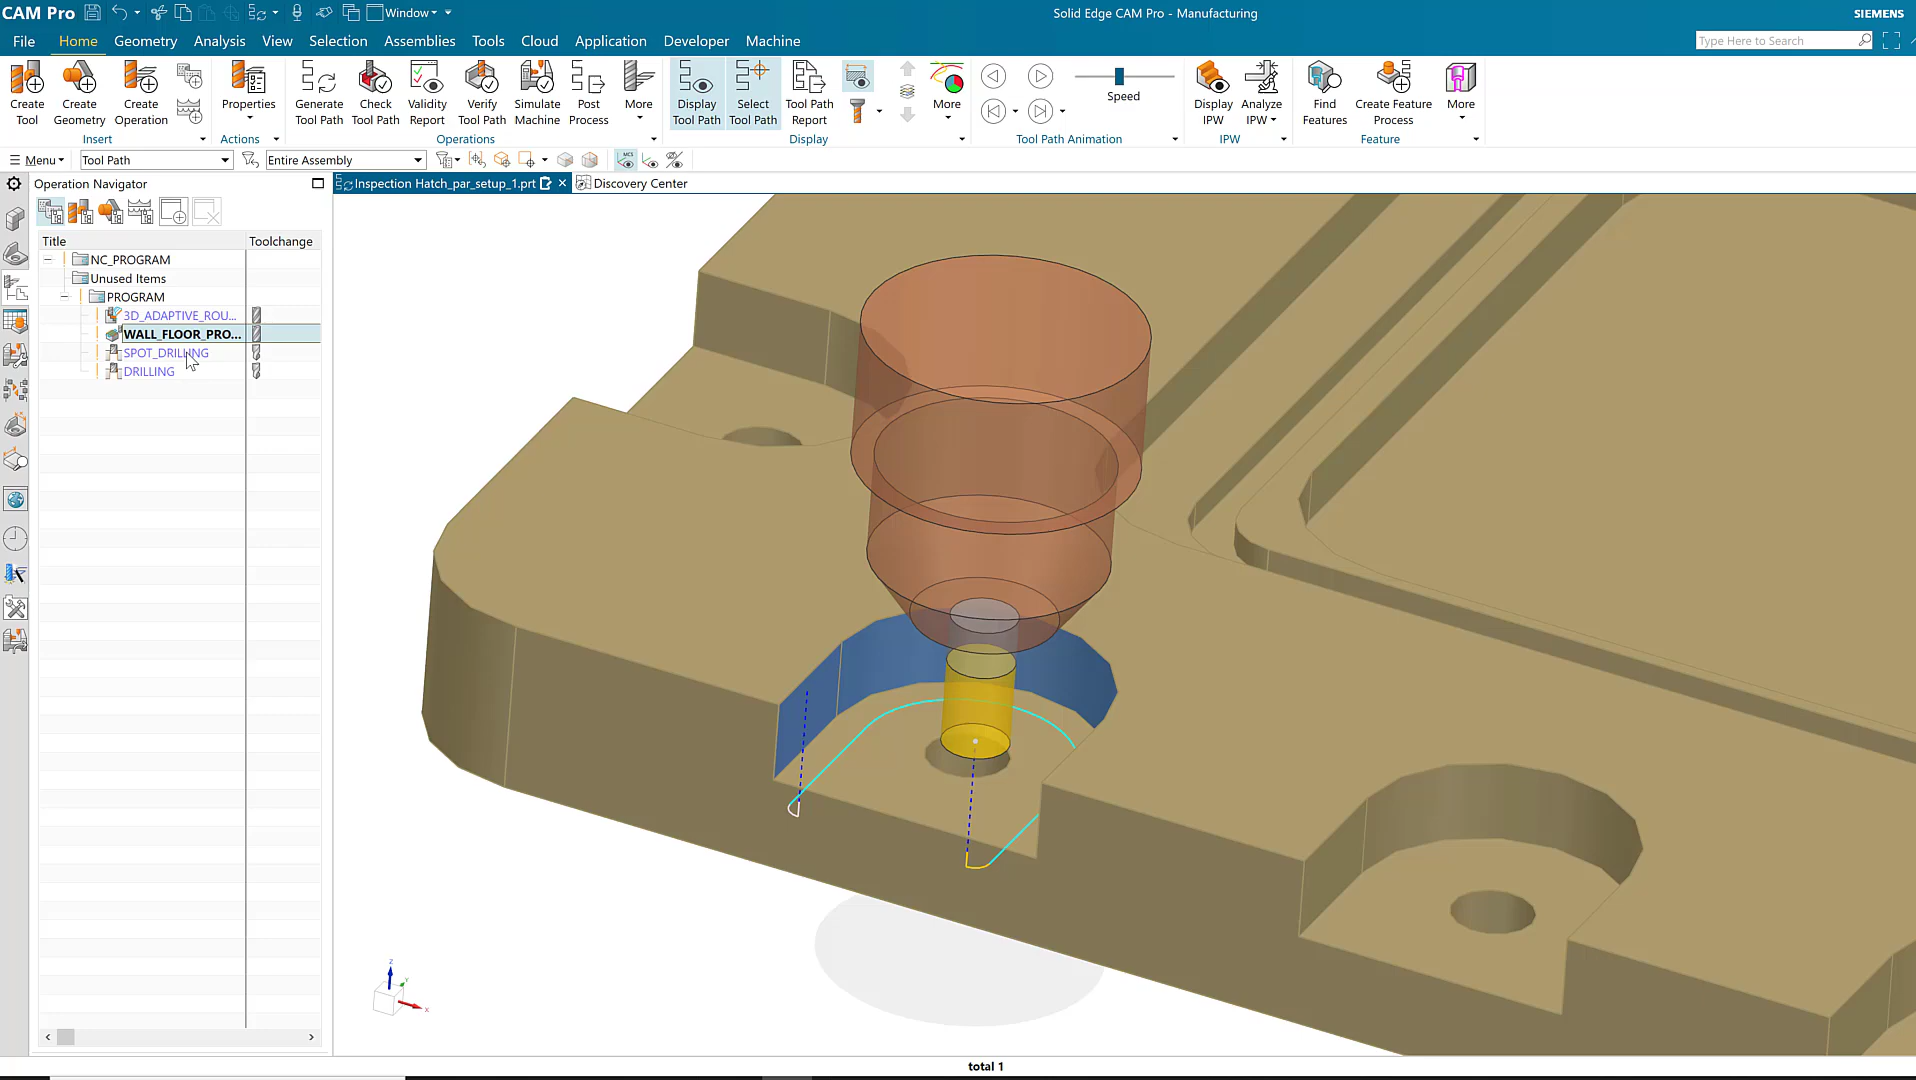 CAM Pro
Window
Solid Edge CAM Pro - Manufacturing
SIEMENS
File
Home
Geometry
Analysis
View
Selection
Assemblies
Tools
Cloud
Application
Developer
Machine
Type Here to Search
Create Tool
Create Geometry
Create Operation
Properties
Generate Tool Path
Check Tool Path
Validity Report
Verify Tool Path
Simulate Machine
Post Process
More
Display Tool Path
Select Tool Path
Tool Path Report
More
Speed
Display IPW
Analyze IPW
Find Features
Create Feature Process
More
Insert
Actions
Operations
Display
Tool Path Animation
IPW
Feature
Menu
Tool Path
Entire Assembly
MCS
Operation Navigator
Inspection Hatch_par_setup_1.prt
Discovery Center
Title
Toolchange
NC_PROGRAM
Unused Items
PROGRAM
3D_ADAPTIVE_ROU...
WALL_FLOOR_PRO...
SPOT_DRILLING
DRILLING
Z
Y
X
total 1